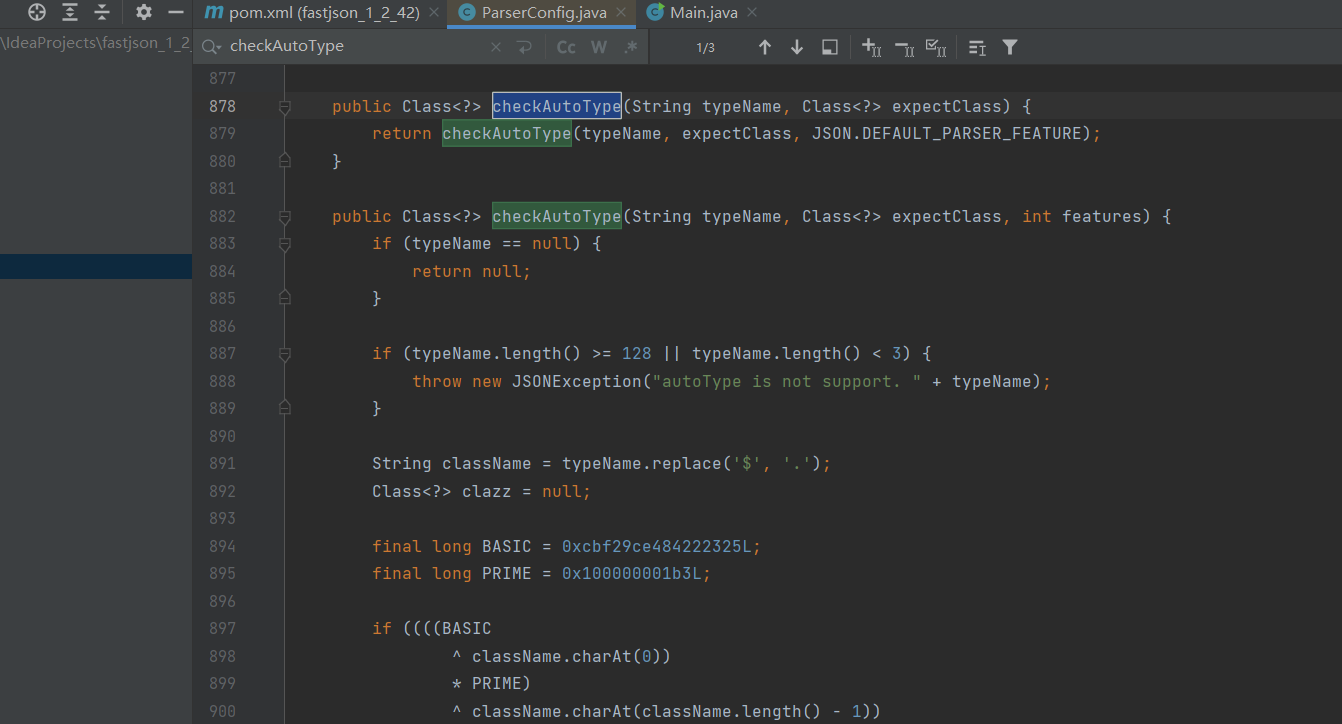 pom.xml (fastjson_1_2_42) ParserConfig.java Main.java
\IdeaProjects\fastjson_1_2_
checkAutoType Cc W .* 1/3
877
878 public Class<?> checkAutoType(String typeName, Class<?> expectClass) {
879 return checkAutoType(typeName, expectClass, JSON.DEFAULT_PARSER_FEATURE);
880 }
881
882 public Class<?> checkAutoType(String typeName, Class<?> expectClass, int features) {
883 if (typeName == null) {
884 return null;
885 }
886
887 if (typeName.length() >= 128 || typeName.length() < 3) {
888 throw new JSONException("autoType is not support. " + typeName);
889 }
890
891 String className = typeName.replace('$', '.');
892 Class<?> clazz = null;
893
894 final long BASIC = 0xcbf29ce484222325L;
895 final long PRIME = 0x100000001b3L;
896
897 if ((((BASIC
898 ^ className.charAt(0))
899 * PRIME)
900 ^ className.charAt(className.length() - 1))